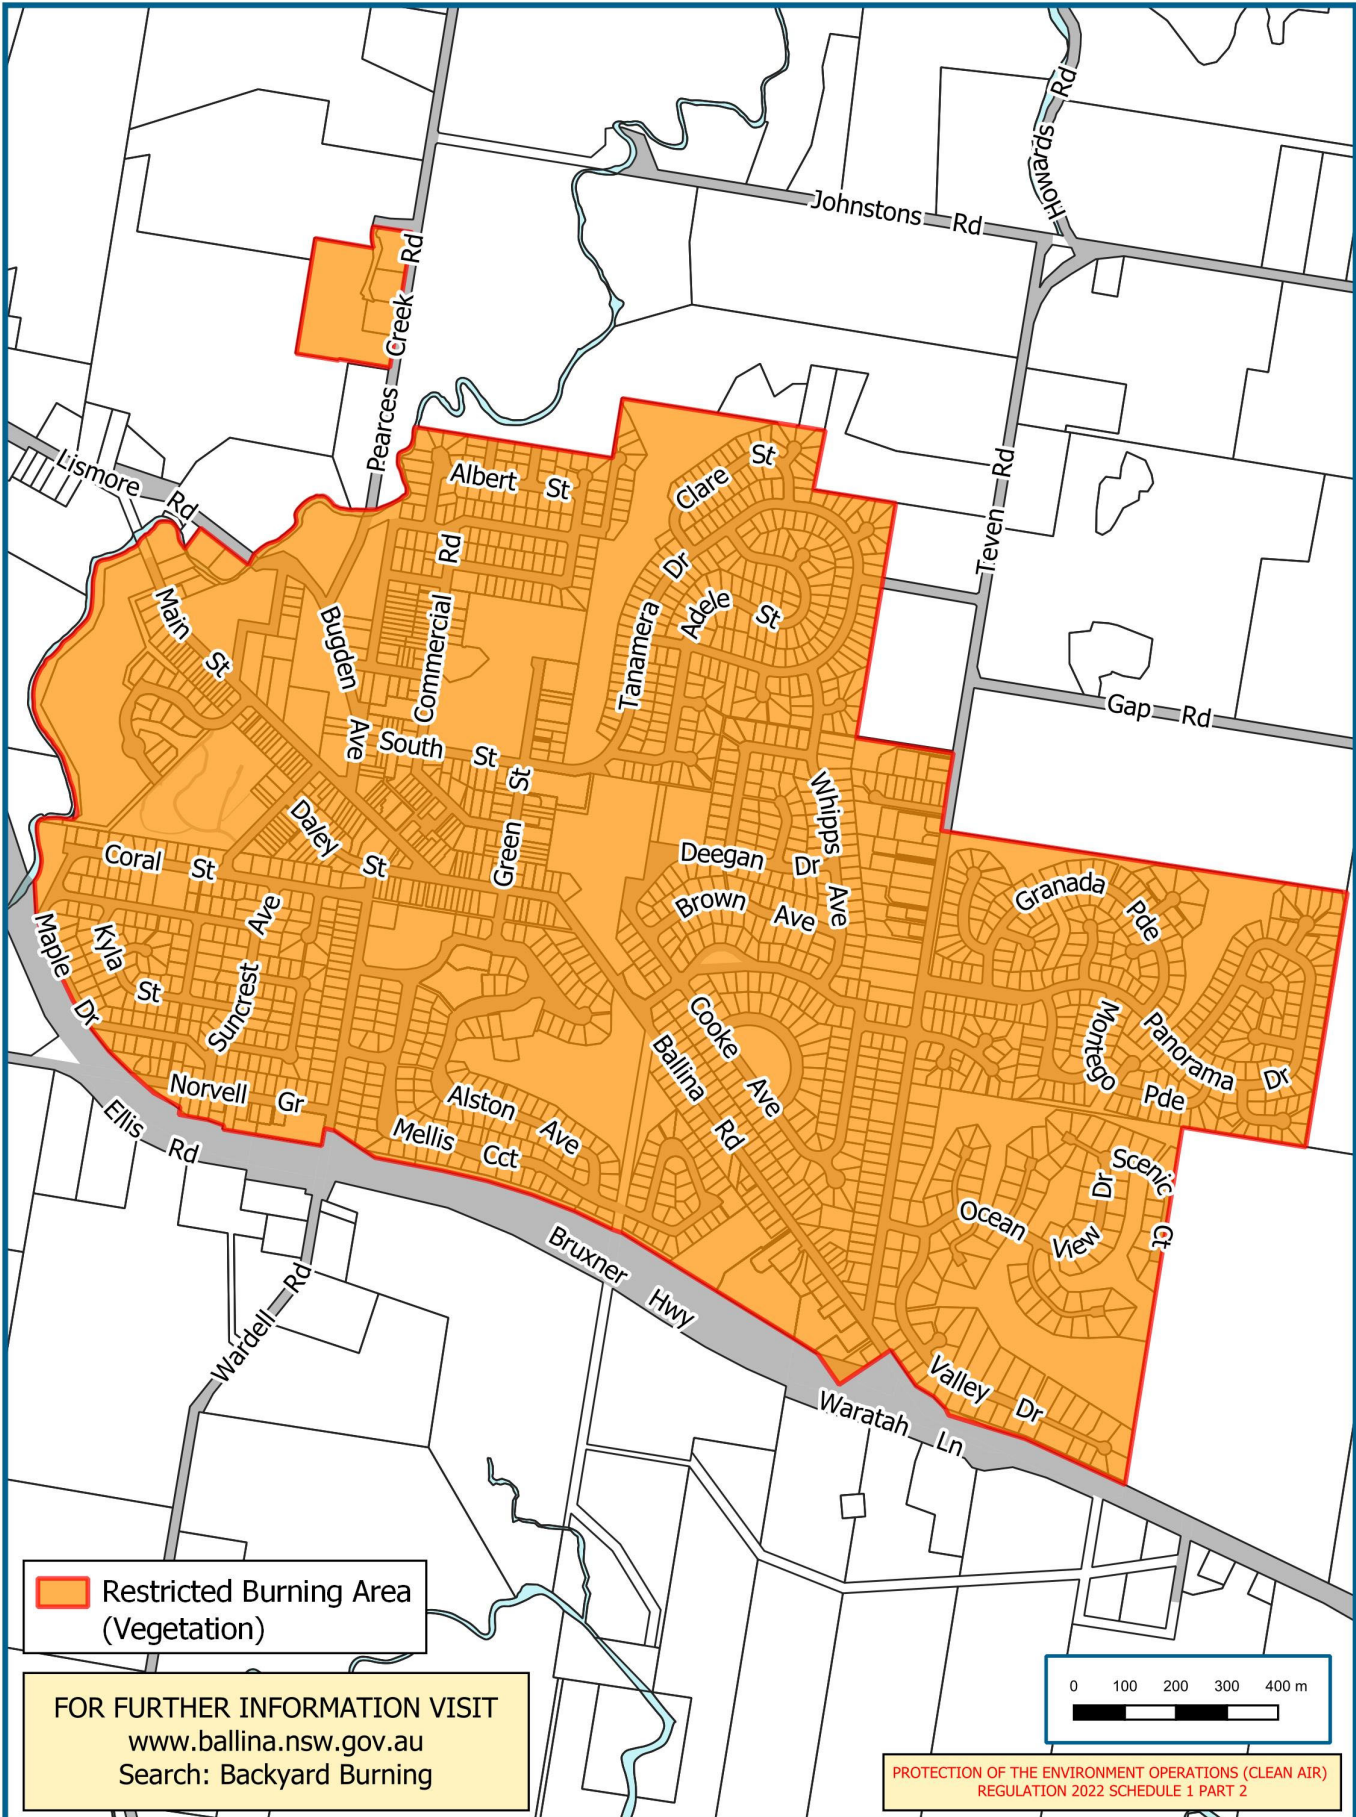 Howards Rd
Johnstons Rd
Pearces Creek Rd
Lismore Rd
Albert St
Clare St
Teven Rd
Commercial Rd
Tanamera Dr
Adele St
Main St
Bugden Ave
Gap Rd
South St
Green St
Whipps Ave
Daley St
Coral St
Deegan Dr
Brown Ave
Granada Pde
Maple Dr
Kyla St
Suncrest Ave
Cooke Ave
Montego Pde
Panorama Dr
Ballina Rd
Norvell Gr
Alston Ave
Mellis Cct
Ellis Rd
Scenic Ct
Ocean View Dr
Bruxner Hwy
Wardell Rd
Valley Dr
Waratah Ln
Restricted Burning Area
(Vegetation)
FOR FURTHER INFORMATION VISIT
www.ballina.nsw.gov.au
Search: Backyard Burning
0 100 200 300 400 m
PROTECTION OF THE ENVIRONMENT OPERATIONS (CLEAN AIR)
REGULATION 2022 SCHEDULE 1 PART 2